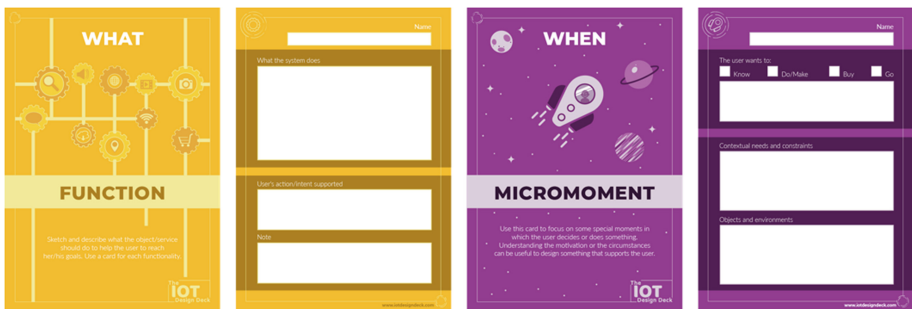 WHAT
FUNCTION
Sketch and describe what the object/service
should do to help the user to reach
her/his goals. Use a card for each functionality.
The
IOT
Design Deck
Name
What the system does
User's action/intent supported
Note
www.iotdesigndeck.com
WHEN
MICROMOMENT
Use this card to focus on some special moments in
which the user decides or does something.
Understanding the motivation or the circumstances
can be useful to design something that supports the user.
The
IOT
Design Deck
Name
The user wants to:
Know Do/Make Buy Go
Contextual needs and constraints
Objects and environments
www.iotdesigndeck.com